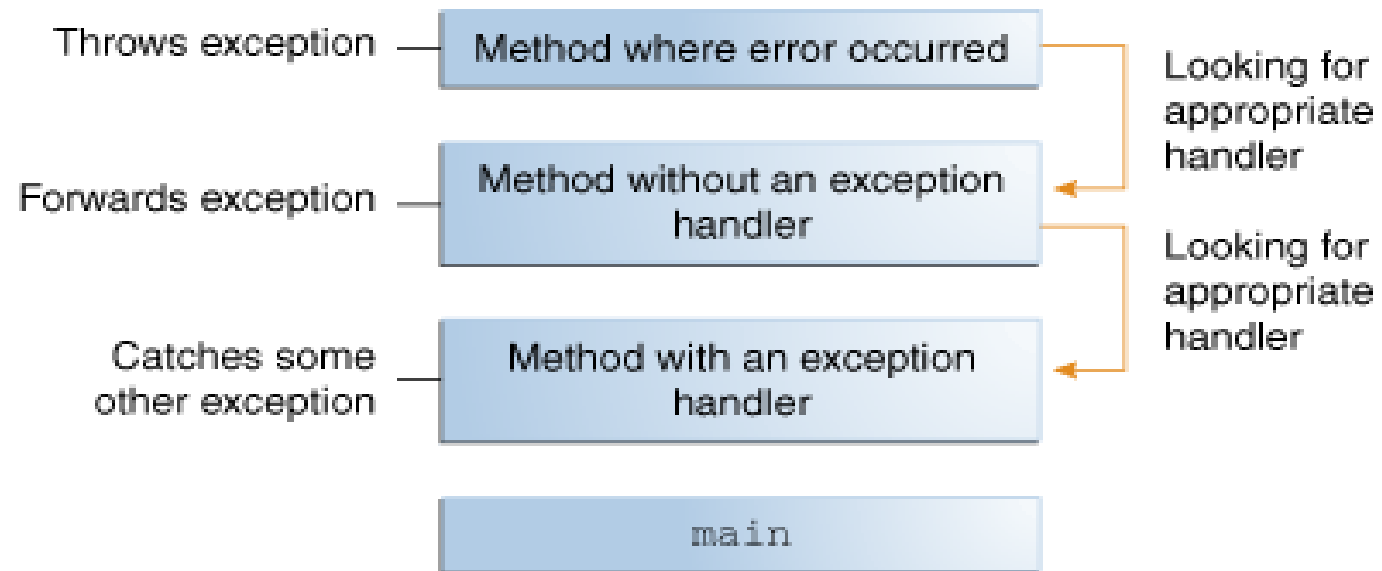 Throws exception
Method where error occurred
Looking for
appropriate
handler
Forwards exception
Method without an exception
handler
Looking for
appropriate
handler
Catches some
other exception
Method with an exception
handler
main